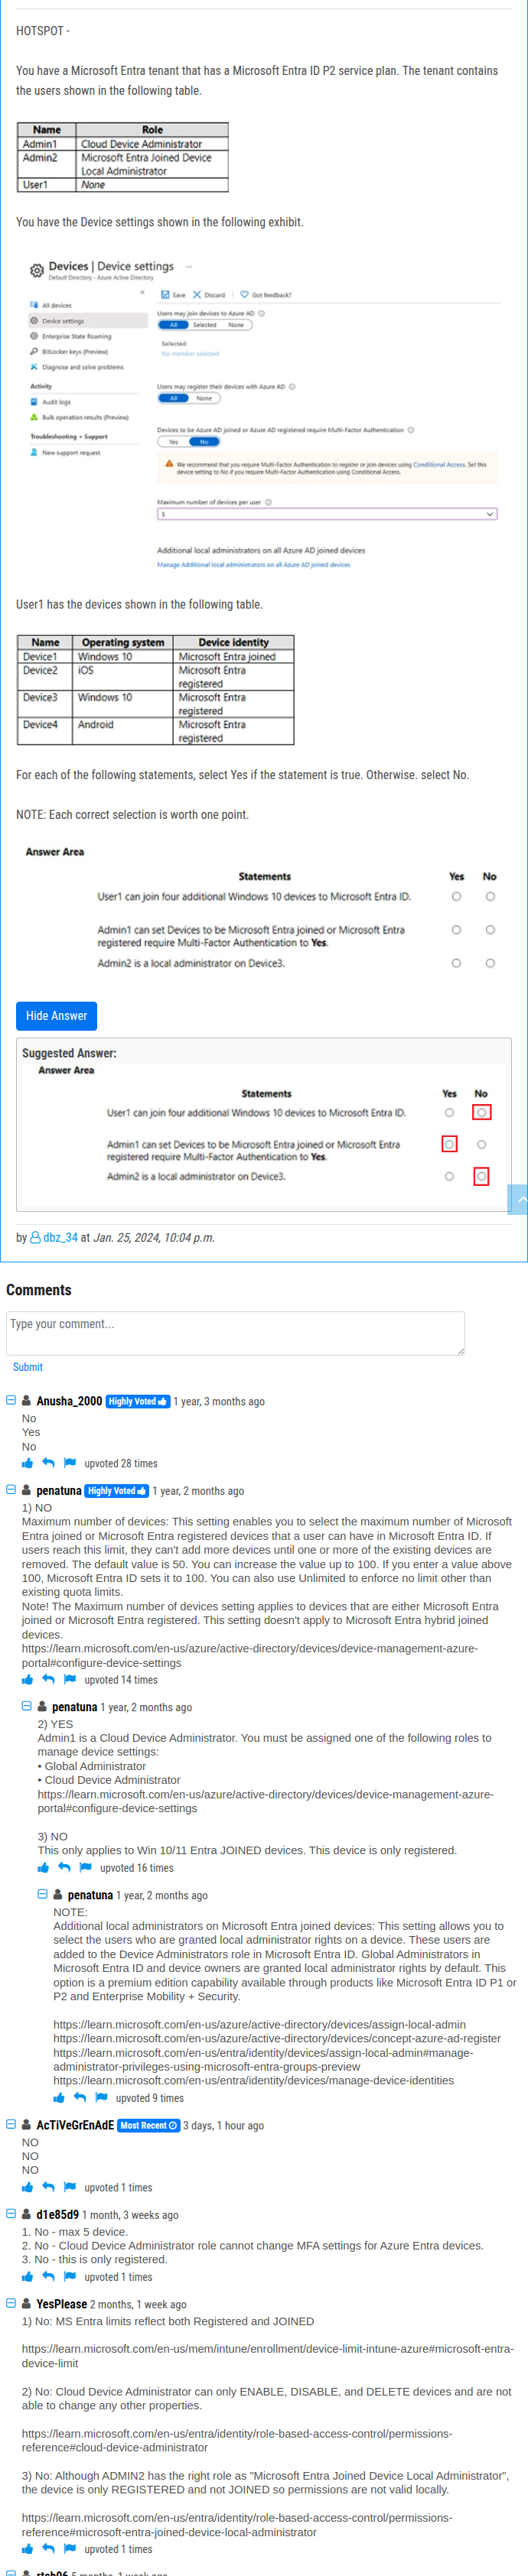 HOTSPOT -
You have a Microsoft Entra tenant that has a Microsoft Entra ID P2 service plan. The tenant contains
the users shown in the following table.
Name Role
Admin1 Cloud Device Administrator
Admin2 Microsoft Entra Joined Device
Local Administrator
User1 None
You have the Device settings shown in the following exhibit.
Devices | Device settings ...
Default Directory - Azure Active Directory
«
All devices
Device settings
Enterprise State Roaming
BitLocker keys (Preview)
Diagnose and solve problems
Activity
Audit logs
Bulk operation results (Preview)
Troubleshooting + Support
New support request
Save Discard Got feedback?
Users may join devices to Azure AD
All Selected None
Selected
No member selected
Users may register their devices with Azure AD
All None
Devices to be Azure AD joined or Azure AD registered require Multi-Factor Authentication
Yes No
We recommend that you require Multi-Factor Authentication to register or join devices using Conditional Access. Set this
device setting to No if you require Multi-Factor Authentication using Conditional Access.
Maximum number of devices per user
5
Additional local administrators on all Azure AD joined devices
Manage Additional local administrators on all Azure AD joined devices
User1 has the devices shown in the following table.
Name Operating system Device identity
Device1 Windows 10 Microsoft Entra joined
Device2 iOS Microsoft Entra
registered
Device3 Windows 10 Microsoft Entra
registered
Device4 Android Microsoft Entra
registered
For each of the following statements, select Yes if the statement is true. Otherwise. select No.
NOTE: Each correct selection is worth one point.
Answer Area
Statements Yes No
User1 can join four additional Windows 10 devices to Microsoft Entra ID.
Admin1 can set Devices to be Microsoft Entra joined or Microsoft Entra
registered require Multi-Factor Authentication to Yes.
Admin2 is a local administrator on Device3.
Hide Answer
Suggested Answer:
Answer Area
Statements Yes No
User1 can join four additional Windows 10 devices to Microsoft Entra ID.
Admin1 can set Devices to be Microsoft Entra joined or Microsoft Entra
registered require Multi-Factor Authentication to Yes.
Admin2 is a local administrator on Device3.
by dbz_34 at Jan. 25, 2024, 10:04 p.m.
Comments
Type your comment...
Submit
Anusha_2000 Highly Voted 1 year, 3 months ago
No
Yes
No
upvoted 28 times
penatuna Highly Voted 1 year, 2 months ago
1) NO
Maximum number of devices: This setting enables you to select the maximum number of Microsoft
Entra joined or Microsoft Entra registered devices that a user can have in Microsoft Entra ID. If
users reach this limit, they can't add more devices until one or more of the existing devices are
removed. The default value is 50. You can increase the value up to 100. If you enter a value above
100, Microsoft Entra ID sets it to 100. You can also use Unlimited to enforce no limit other than
existing quota limits.
Note! The Maximum number of devices setting applies to devices that are either Microsoft Entra
joined or Microsoft Entra registered. This setting doesn't apply to Microsoft Entra hybrid joined
devices.
https://learn.microsoft.com/en-us/azure/active-directory/devices/device-management-azure-
portal#configure-device-settings
upvoted 14 times
penatuna 1 year, 2 months ago
2) YES
Admin1 is a Cloud Device Administrator. You must be assigned one of the following roles to
manage device settings:
• Global Administrator
• Cloud Device Administrator
https://learn.microsoft.com/en-us/azure/active-directory/devices/device-management-azure-
portal#configure-device-settings
3) NO
This only applies to Win 10/11 Entra JOINED devices. This device is only registered.
upvoted 16 times
penatuna 1 year, 2 months ago
NOTE:
Additional local administrators on Microsoft Entra joined devices: This setting allows you to
select the users who are granted local administrator rights on a device. These users are
added to the Device Administrators role in Microsoft Entra ID. Global Administrators in
Microsoft Entra ID and device owners are granted local administrator rights by default. This
option is a premium edition capability available through products like Microsoft Entra ID P1 or
P2 and Enterprise Mobility + Security.
https://learn.microsoft.com/en-us/azure/active-directory/devices/assign-local-admin
https://learn.microsoft.com/en-us/azure/active-directory/devices/concept-azure-ad-register
https://learn.microsoft.com/en-us/entra/identity/devices/assign-local-admin#manage-
administrator-privileges-using-microsoft-entra-groups-preview
https://learn.microsoft.com/en-us/entra/identity/devices/manage-device-identities
upvoted 9 times
AcTiVeGrEnAdE Most Recent 3 days, 1 hour ago
NO
NO
NO
upvoted 1 times
d1e85d9 1 month, 3 weeks ago
1. No - max 5 device.
2. No - Cloud Device Administrator role cannot change MFA settings for Azure Entra devices.
3. No - this is only registered.
upvoted 1 times
YesPlease 2 months, 1 week ago
1) No: MS Entra limits reflect both Registered and JOINED
https://learn.microsoft.com/en-us/mem/intune/enrollment/device-limit-intune-azure#microsoft-entra-
device-limit
2) No: Cloud Device Administrator can only ENABLE, DISABLE, and DELETE devices and are not
able to change any other properties.
https://learn.microsoft.com/en-us/entra/identity/role-based-access-control/permissions-
reference#cloud-device-administrator
3) No: Although ADMIN2 has the right role as "Microsoft Entra Joined Device Local Administrator",
the device is only REGISTERED and not JOINED so permissions are not valid locally.
https://learn.microsoft.com/en-us/entra/identity/role-based-access-control/permissions-
reference#microsoft-entra-joined-device-local-administrator
upvoted 1 times